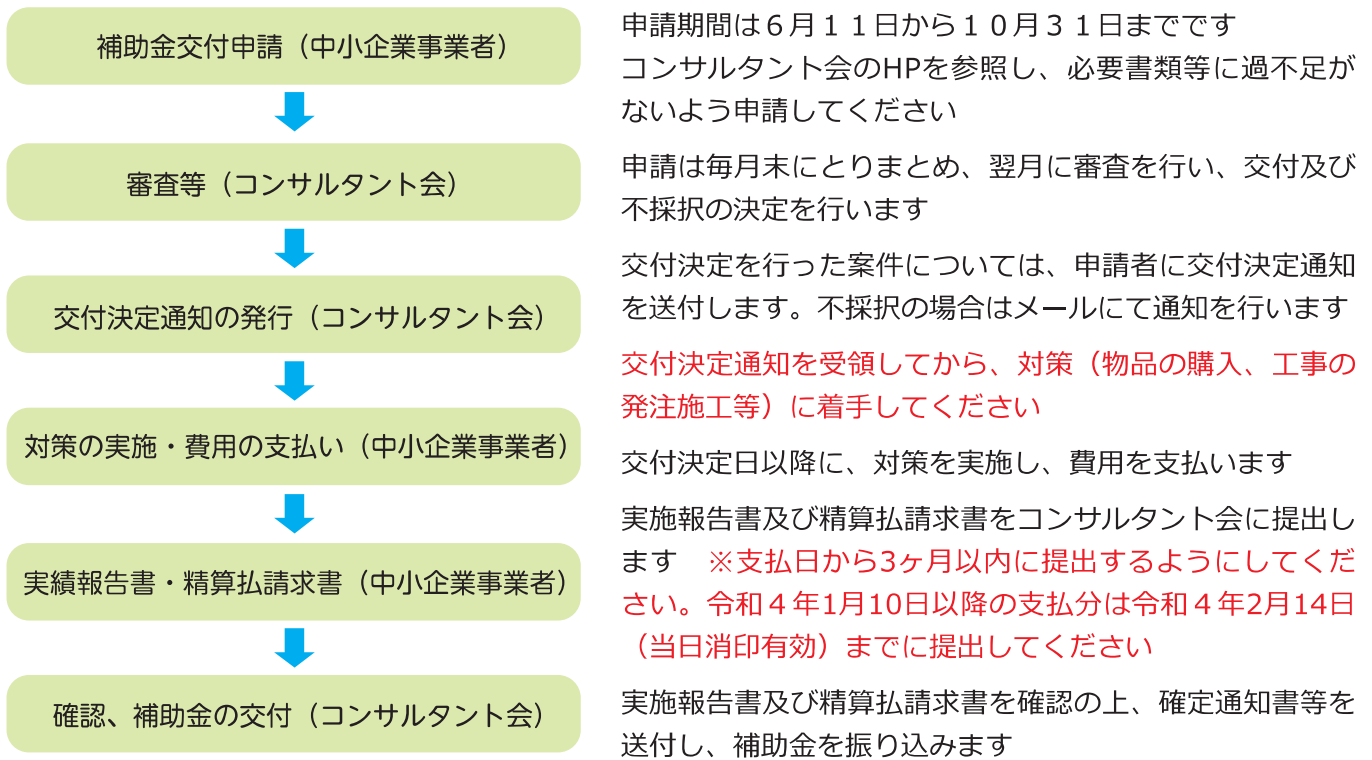 補助金交付申請（中小企業事業者）
申請期間は６月１１日から１０月３１日までです
コンサルタント会のHPを参照し、必要書類等に過不足が
ないよう申請してください
審査等（コンサルタント会）
申請は毎月末にとりまとめ、翌月に審査を行い、交付及び
不採択の決定を行います
交付決定通知の発行（コンサルタント会）
交付決定を行った案件については、申請者に交付決定通知
を送付します。不採択の場合はメールにて通知を行います
交付決定通知を受領してから、対策（物品の購入、工事の
発注施工等）に着手してください
対策の実施・費用の支払い（中小企業事業者）
交付決定日以降に、対策を実施し、費用を支払います
実績報告書・精算払請求書（中小企業事業者）
実施報告書及び精算払請求書をコンサルタント会に提出し
ます　※支払日から3ヶ月以内に提出するようにしてくだ
さい。令和４年1月10日以降の支払分は令和４年2月14日
（当日消印有効）までに提出してください
確認、補助金の交付（コンサルタント会）
実施報告書及び精算払請求書を確認の上、確定通知書等を
送付し、補助金を振り込みます